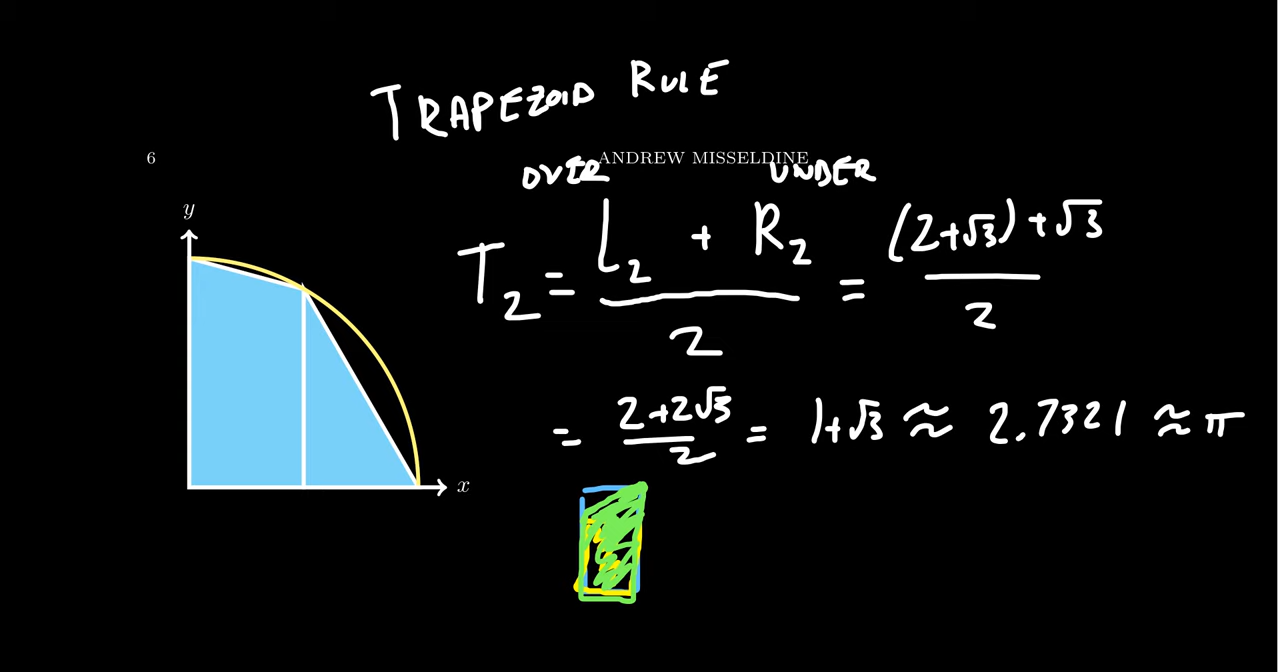 TRAPEZOID RULE
6 ANDREW MISSELDINE
OVER UNDER
y
T₂ = (L₂ + R₂)/2 = ((2+√3)+√3)/2
= (2+2√3)/2 = 1+√3 ≈ 2.7321 ≈ π
x